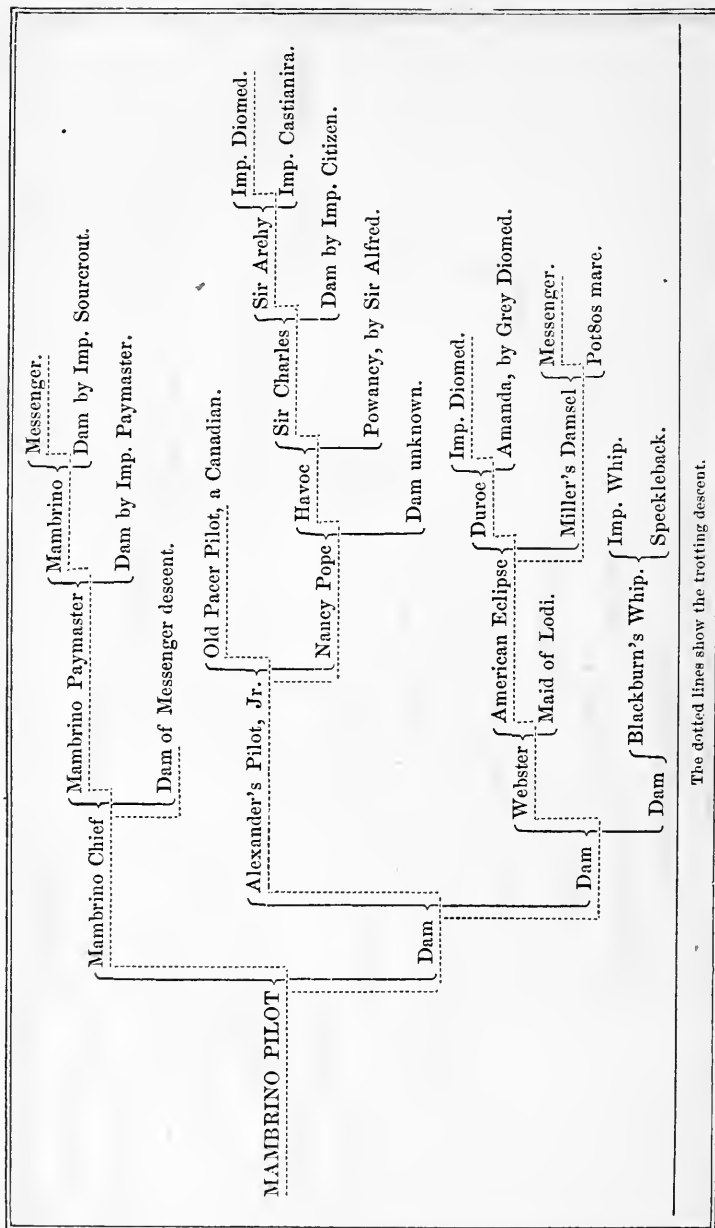 MAMBRINO PILOT
Mambrino Chief
Mambrino Paymaster
Mambrino
Messenger.
Dam by Imp. Sourcrout.
Dam by Imp. Paymaster.
Dam of Messenger descent.
Dam
Alexander's Pilot, Jr.
Old Pacer Pilot, a Canadian.
Nancy Pope
Havoc
Sir Charles
Sir Archy
Imp. Diomed.
Imp. Castianira.
Dam by Imp. Citizen.
Powancy, by Sir Alfred.
Dam unknown.
Dam
Webster
American Eclipse
Duroc
Imp. Diomed.
Amanda, by Grey Diomed.
Miller's Damsel
Messenger.
Pot8os mare.
Maid of Lodi.
Dam
Blackburn's Whip.
Imp. Whip.
Speckleback.
The dotted lines show the trotting descent.